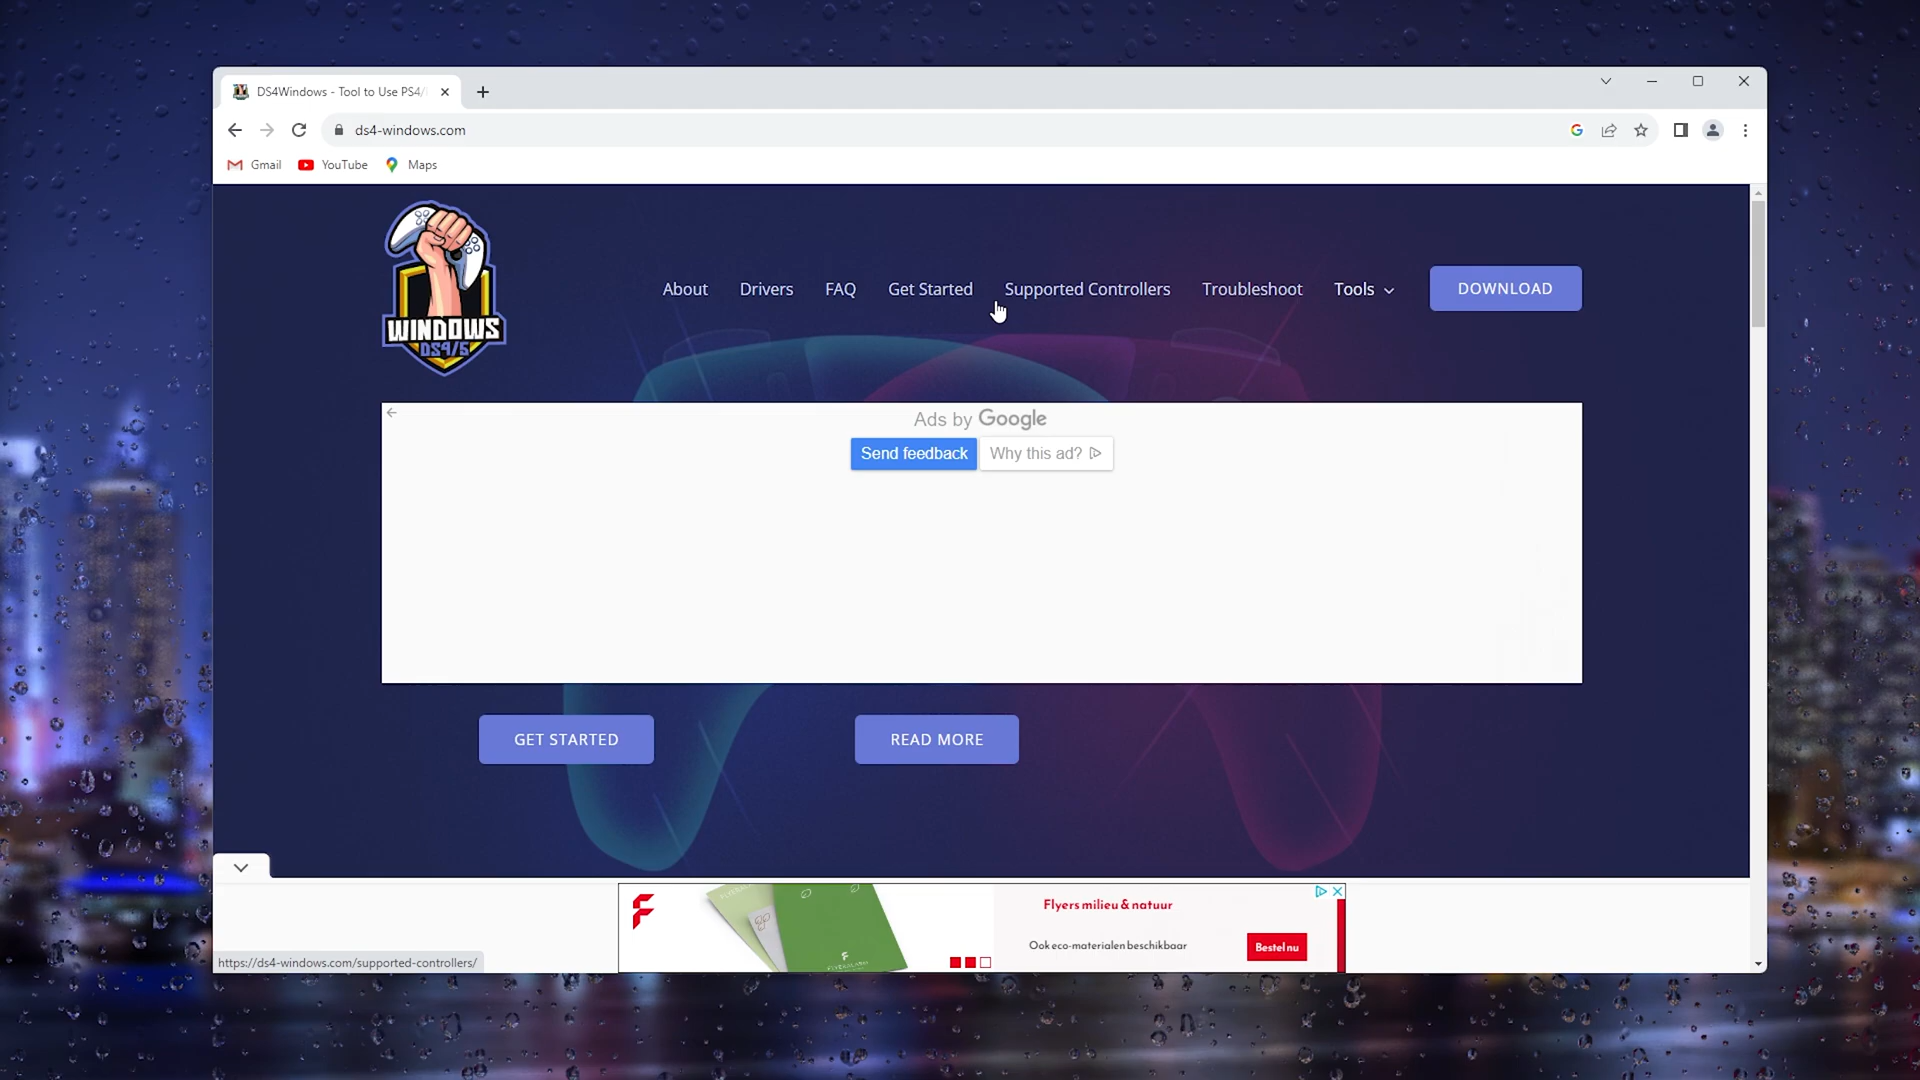 DS4Windows - Tool to Use PS4/
ds4-windows.com
Gmail YouTube Maps
WINDOWS
DS4/5
About Drivers FAQ Get Started Supported Controllers Troubleshoot Tools DOWNLOAD
Ads by Google
Send feedback Why this ad?
GET STARTED READ MORE
Flyers milieu & natuur
Ook eco-materialen beschikbaar
Bestel nu
https://ds4-windows.com/supported-controllers/